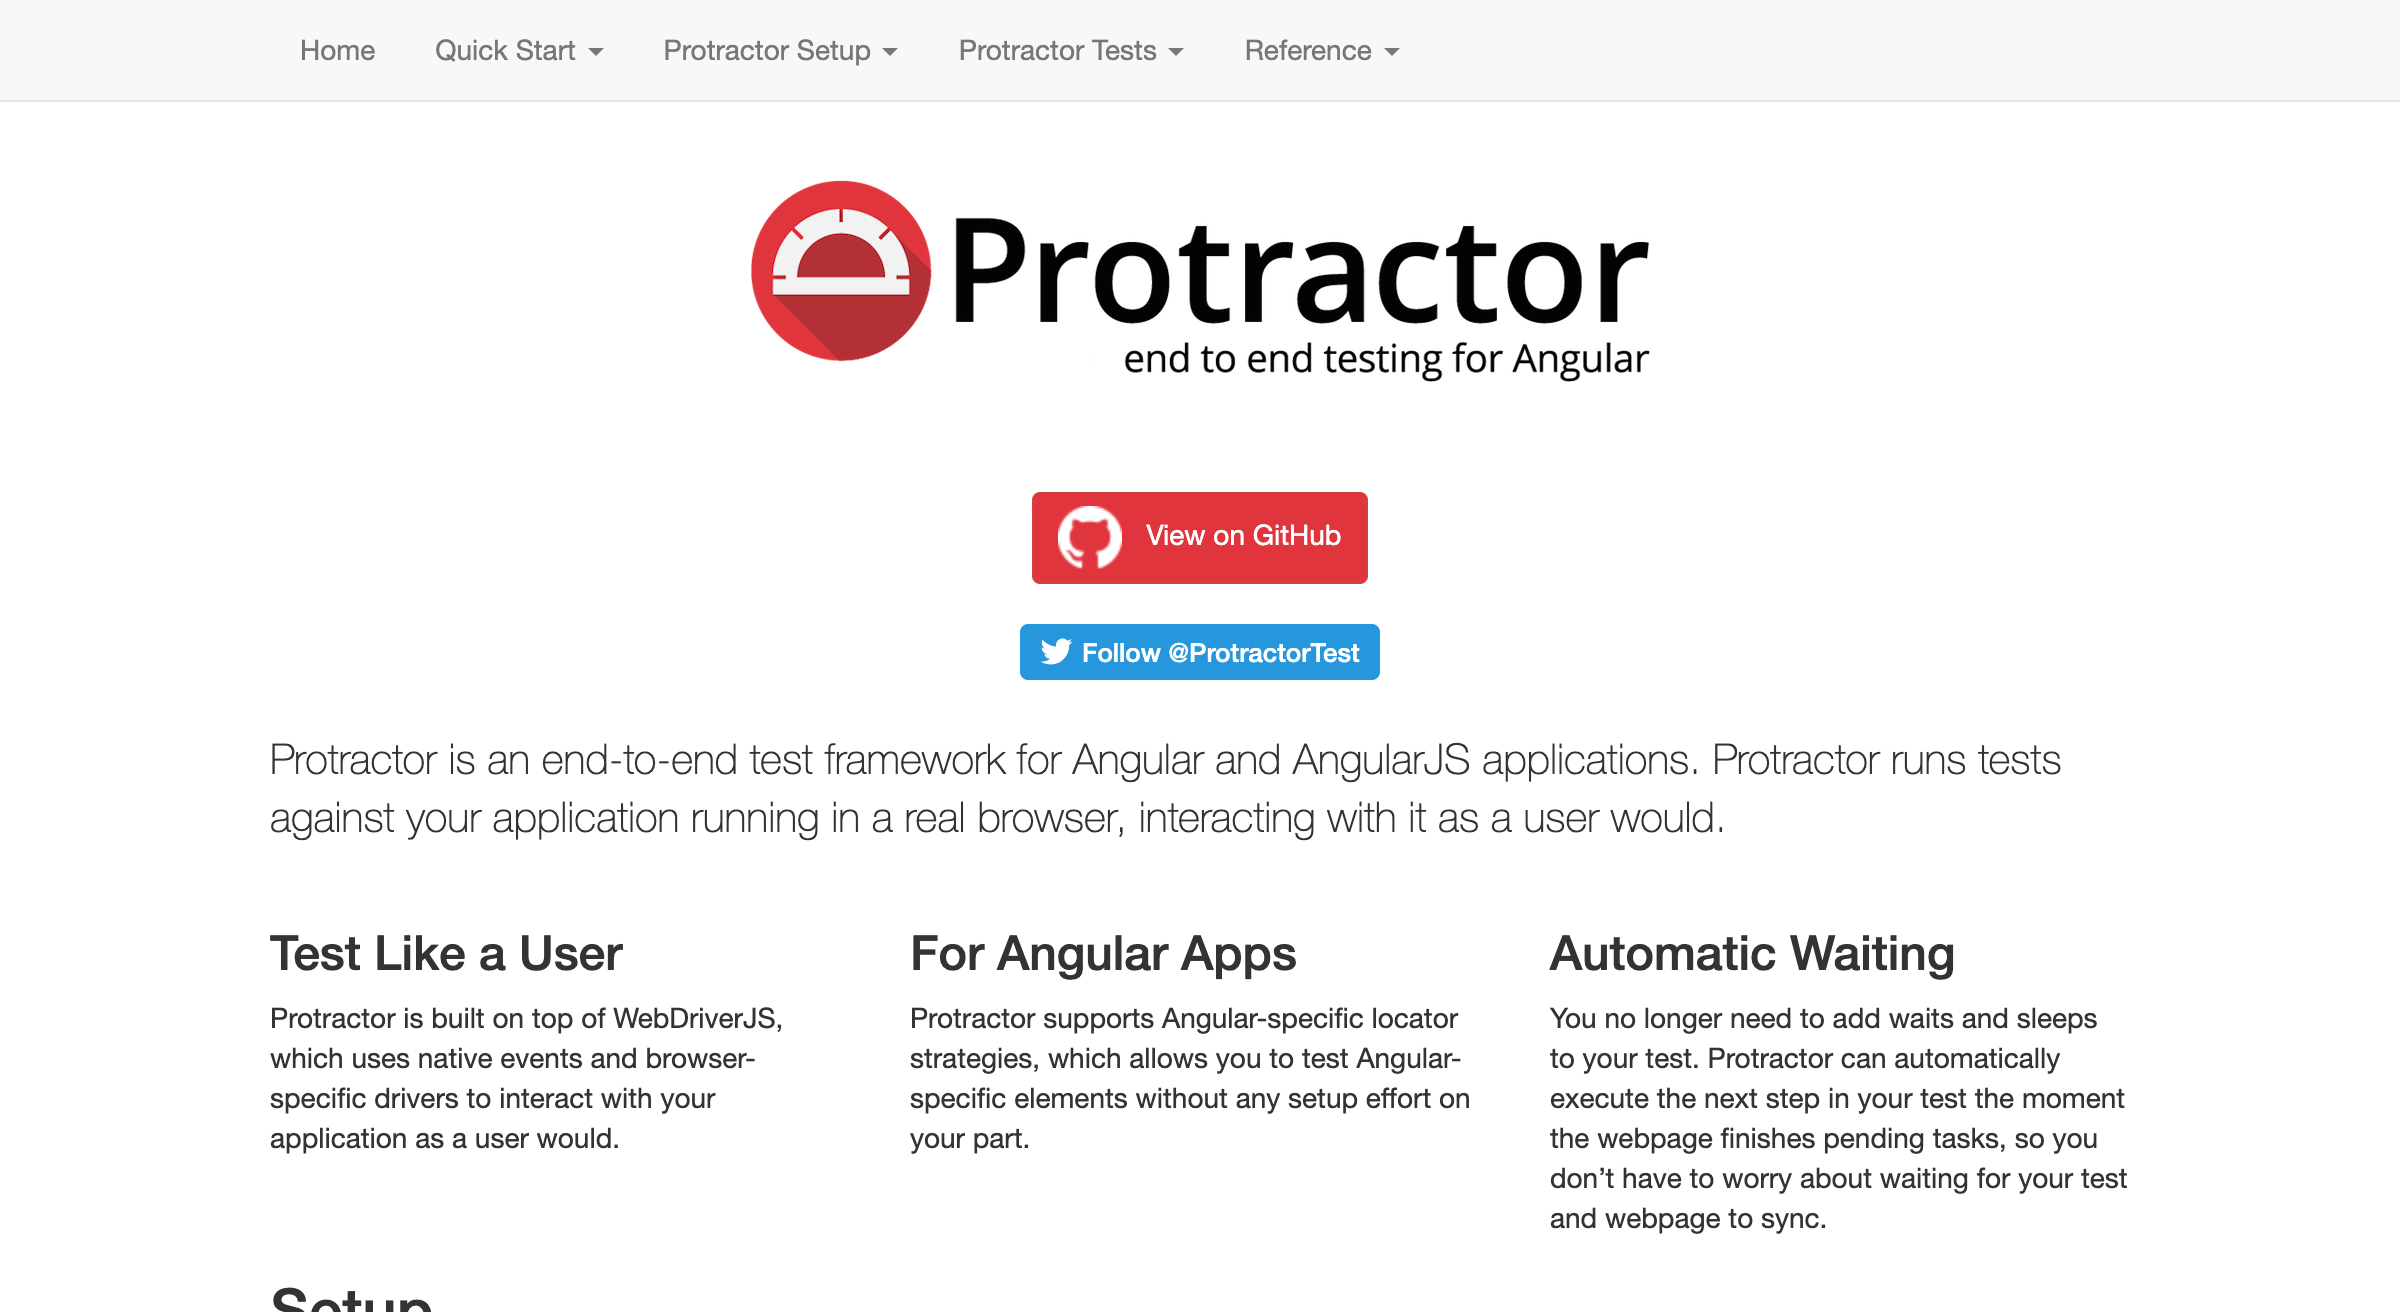 Home Quick Start Protractor Setup Protractor Tests Reference
Protractor
end to end testing for Angular
View on GitHub
Follow @ProtractorTest
Protractor is an end-to-end test framework for Angular and AngularJS applications. Protractor runs tests
against your application running in a real browser, interacting with it as a user would.
Test Like a User
Protractor is built on top of WebDriverJS,
which uses native events and browser-
specific drivers to interact with your
application as a user would.
For Angular Apps
Protractor supports Angular-specific locator
strategies, which allows you to test Angular-
specific elements without any setup effort on
your part.
Automatic Waiting
You no longer need to add waits and sleeps
to your test. Protractor can automatically
execute the next step in your test the moment
the webpage finishes pending tasks, so you
don’t have to worry about waiting for your test
and webpage to sync.
Setup